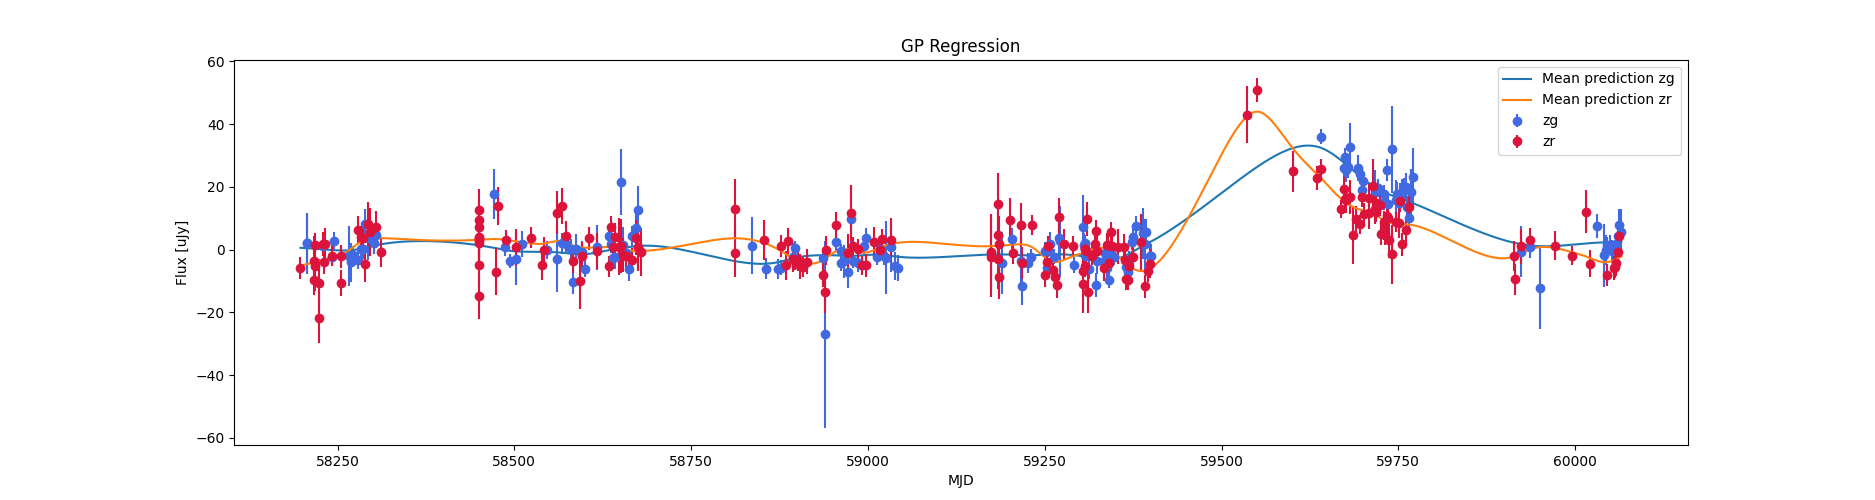 GP Regression
60
40
20
0
−20
−40
−60
Flux [uJy]
58250
58500
58750
59000
59250
59500
59750
60000
MJD
Mean prediction zg
Mean prediction zr
zg
zr